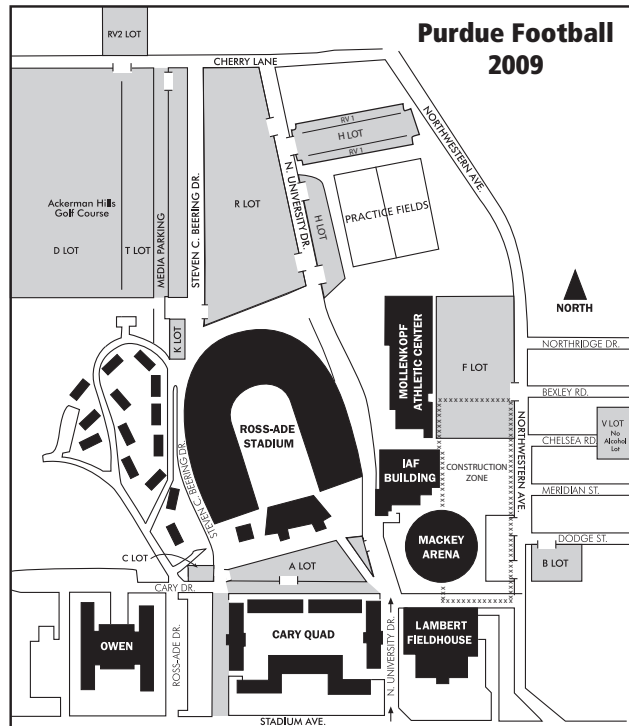 Purdue Football
2009
RV2 LOT
CHERRY LANE
NORTHWESTERN AVE.
RV 1
H LOT
RV 1
N. UNIVERSITY DR.
H LOT
PRACTICE FIELDS
R LOT
STEVEN C. BEERING DR.
MEDIA PARKING
Ackerman Hills
Golf Course
D LOT
T LOT
NORTH
K LOT
MOLLENKOPF
ATHLETIC CENTER
F LOT
NORTHRIDGE DR.
BEXLEY RD.
V LOT
No
Alcohol
Lot
CHELSEA RD.
NORTHWESTERN AVE.
ROSS-ADE
STADIUM
STEVEN C. BEERING DR.
IAF
BUILDING
CONSTRUCTION
ZONE
MERIDIAN ST.
MACKEY
ARENA
DODGE ST.
B LOT
C LOT
A LOT
CARY DR.
OWEN
ROSS-ADE DR.
CARY QUAD
N. UNIVERSITY DR.
LAMBERT
FIELDHOUSE
STADIUM AVE.